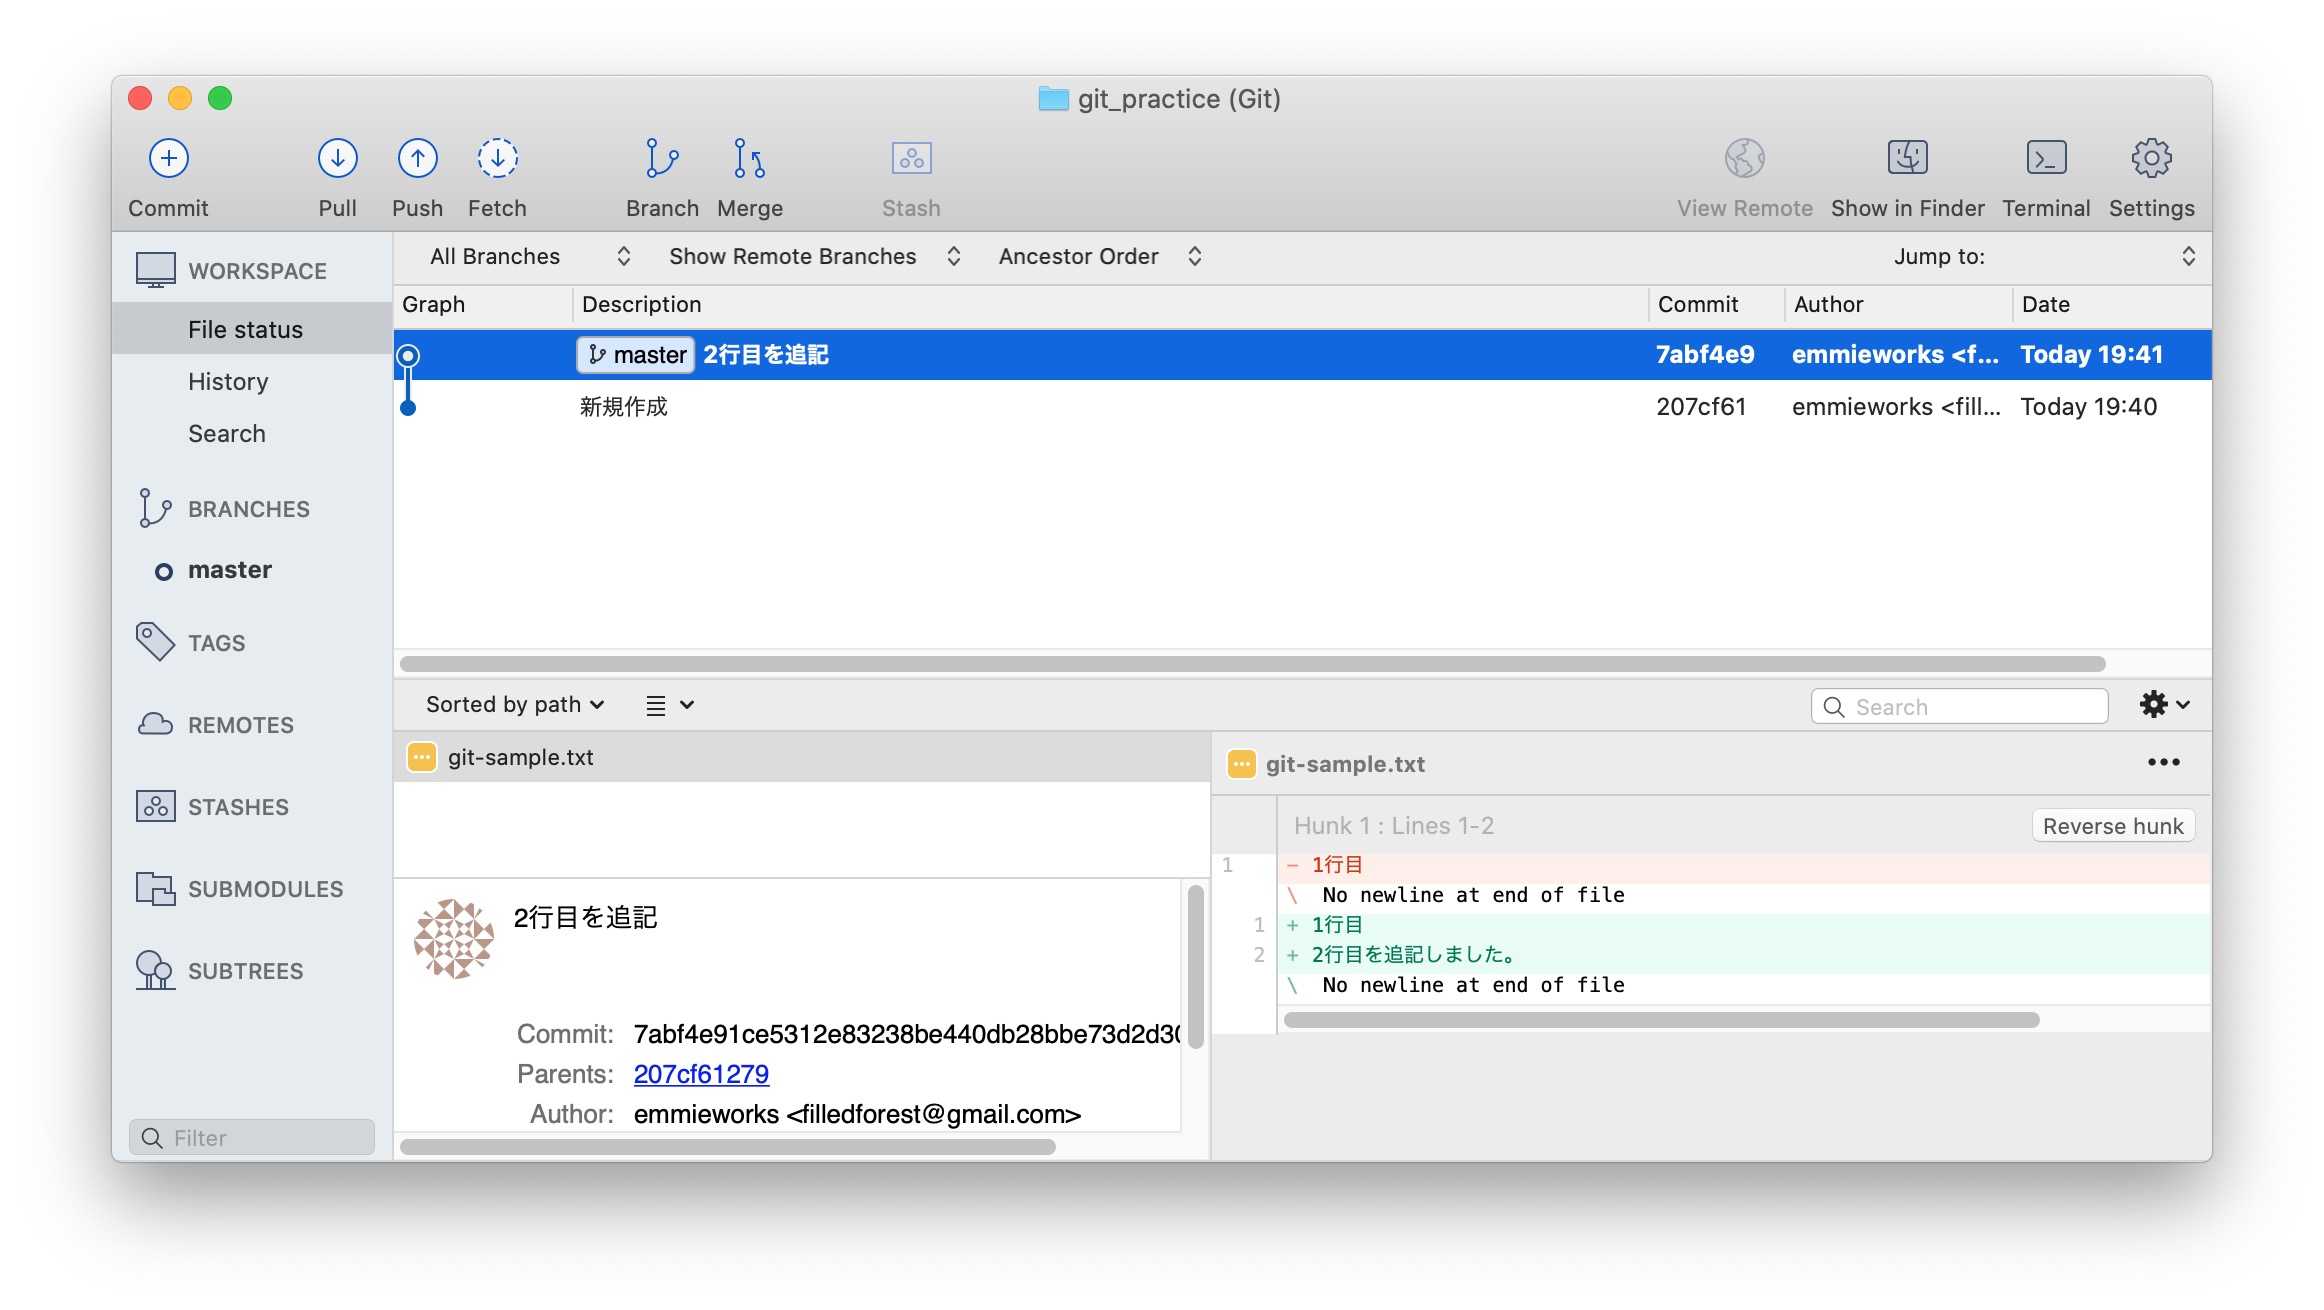 git_practice (Git)
Commit Pull Push Fetch Branch Merge Stash View Remote Show in Finder Terminal Settings
WORKSPACE
File status
History
Search
BRANCHES
master
TAGS
REMOTES
STASHES
SUBMODULES
SUBTREES
Filter
All Branches Show Remote Branches Ancestor Order Jump to:
Graph Description Commit Author Date
master 2行目を追記 7abf4e9 emmieworks <f... Today 19:41
新規作成 207cf61 emmieworks <fill... Today 19:40
Sorted by path Search
git-sample.txt
2行目を追記
Commit: 7abf4e91ce5312e83238be440db28bbe73d2d30
Parents: 207cf61279
Author: emmieworks <filledforest@gmail.com>
git-sample.txt
Hunk 1 : Lines 1-2 Reverse hunk
1 - 1行目
\ No newline at end of file
1 + 1行目
2 + 2行目を追記しました。
\ No newline at end of file